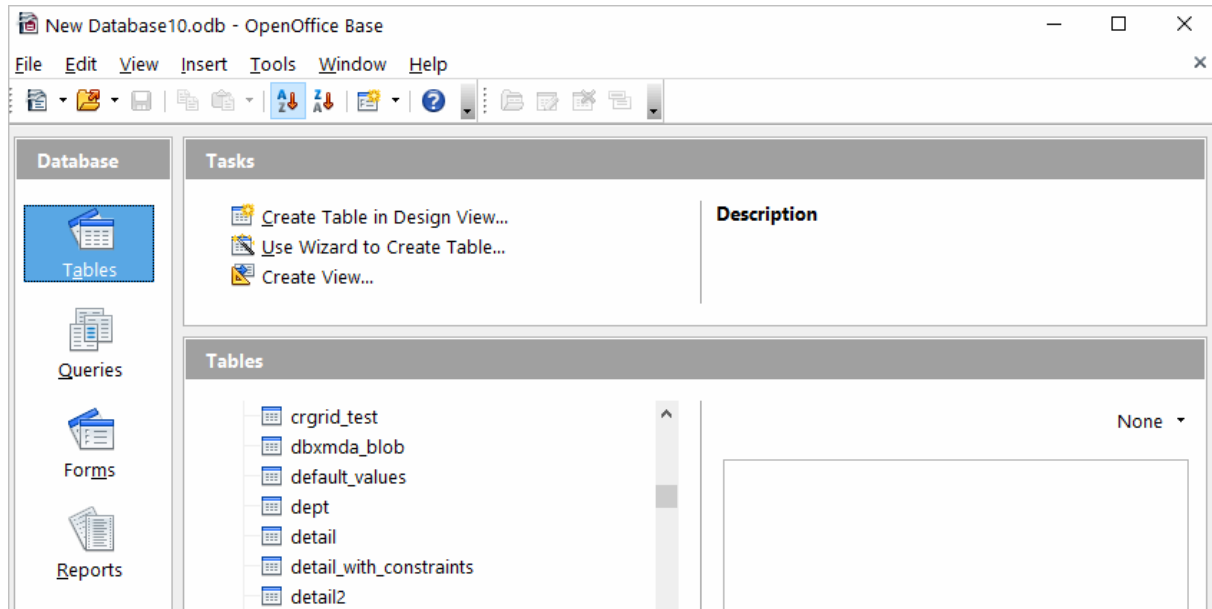 New Database10.odb - OpenOffice Base
File Edit View Insert Tools Window Help
Database
Tables
Queries
Forms
Reports
Tasks
Create Table in Design View...
Use Wizard to Create Table...
Create View...
Description
Tables
crgrid_test
dbxmda_blob
default_values
dept
detail
detail_with_constraints
detail2
None